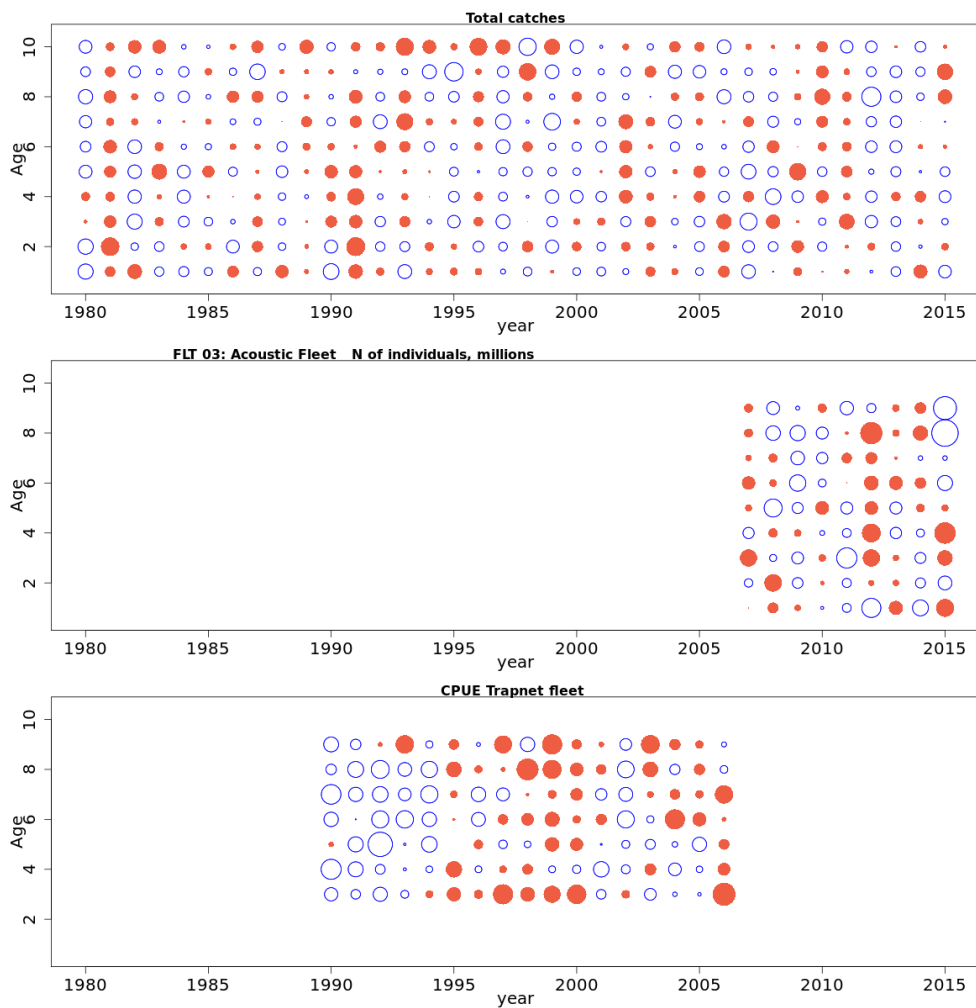 Total catches
10
8
6
4
2
Age
1980 1985 1990 1995 2000 2005 2010 2015
year
FLT 03: Acoustic Fleet N of individuals, millions
10
8
6
4
2
Age
1980 1985 1990 1995 2000 2005 2010 2015
year
CPUE Trapnet fleet
10
8
6
4
2
Age
1980 1985 1990 1995 2000 2005 2010 2015
year